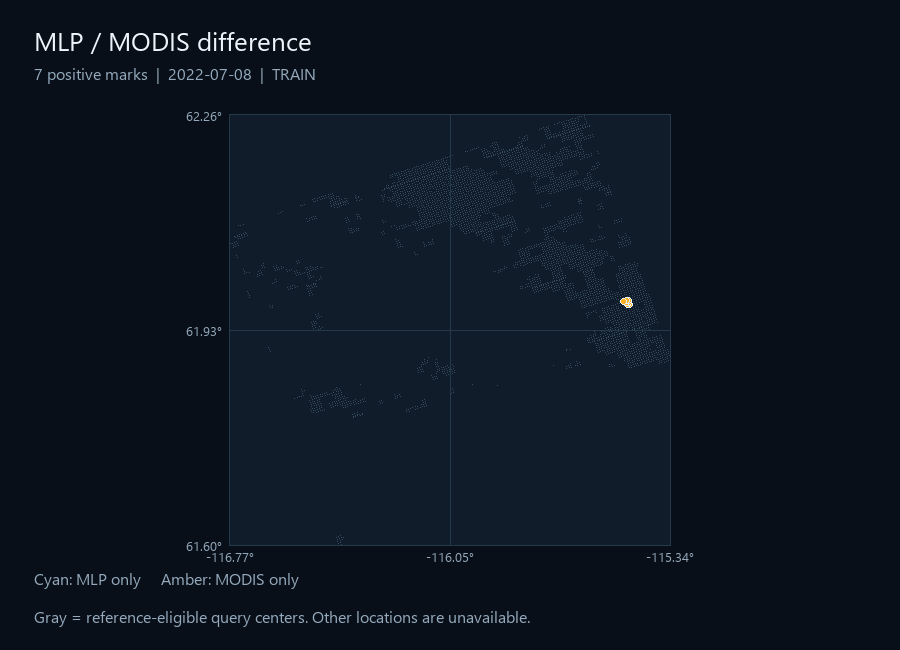 MLP / MODIS difference
7 positive marks | 2022-07-08 | TRAIN
62.26°
61.93°
61.60°
-116.77° -116.05° -115.34°
Cyan: MLP only Amber: MODIS only
Gray = reference-eligible query centers. Other locations are unavailable.